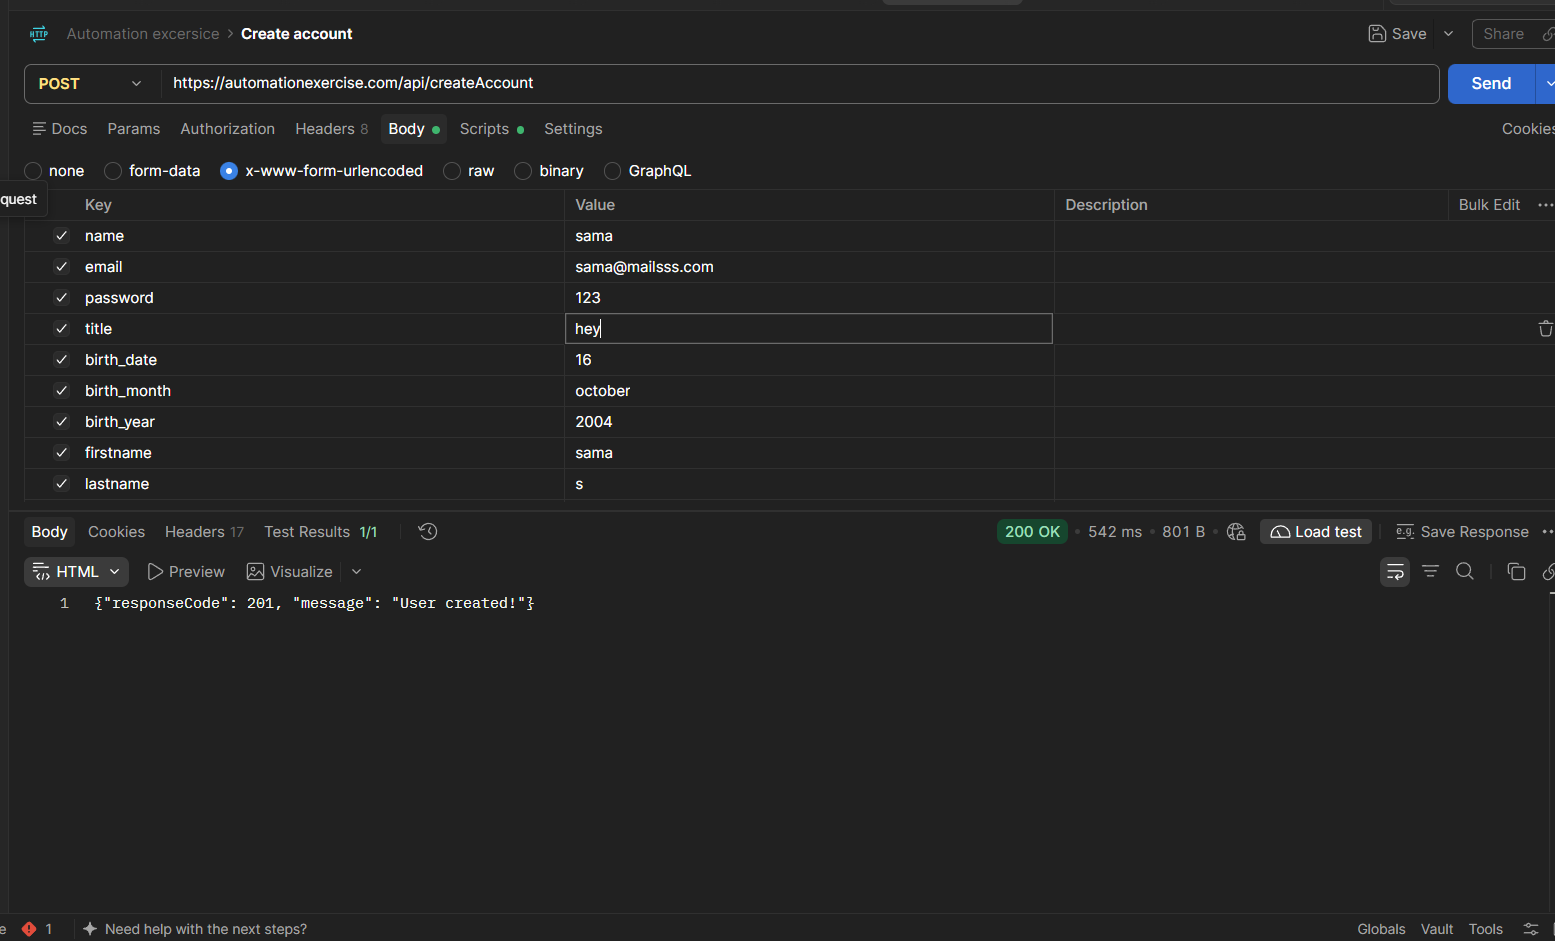 HTTP Automation excersice > Create account Save Share
POST https://automationexercise.com/api/createAccount Send
Docs Params Authorization Headers 8 Body Scripts Settings Cookies
none form-data x-www-form-urlencoded raw binary GraphQL
quest
Key Value Description Bulk Edit ...
name sama
email sama@mailsss.com
password 123
title hey
birth_date 16
birth_month october
birth_year 2004
firstname sama
lastname s
Body Cookies Headers 17 Test Results 1/1 200 OK • 542 ms • 801 B • Load test e.g. Save Response
HTML Preview Visualize
1 {"responseCode": 201, "message": "User created!"}
e 1 Need help with the next steps? Globals Vault Tools